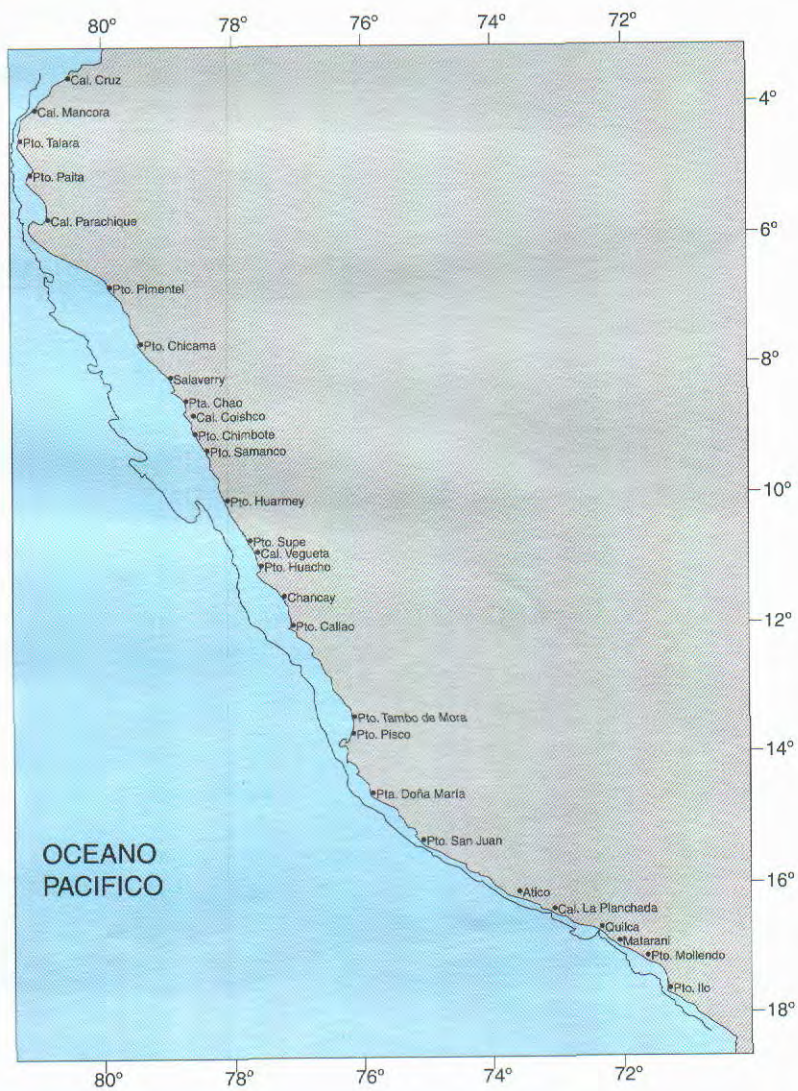 80°
78°
76°
74°
72°
4°
6°
8°
10°
12°
14°
16°
18°
Cal. Cruz
Cal. Mancora
Pto. Talara
Pto. Paita
Cal. Parachique
Pto. Pimentel
Pto. Chicama
Salaverry
Pta. Chao
Cal. Coishco
Pto. Chimbote
Pto. Samanco
Pto. Huarmey
Pto. Supe
Cal. Vegueta
Pto. Huacho
Chancay
Pto. Callao
Pto. Tambo de Mora
Pto. Pisco
Pta. Doña María
Pto. San Juan
OCEANO
PACIFICO
Atico
Cal. La Planchada
Quilca
Matarani
Pto. Mollendo
Pto. Ilo
80°
78°
76°
74°
72°